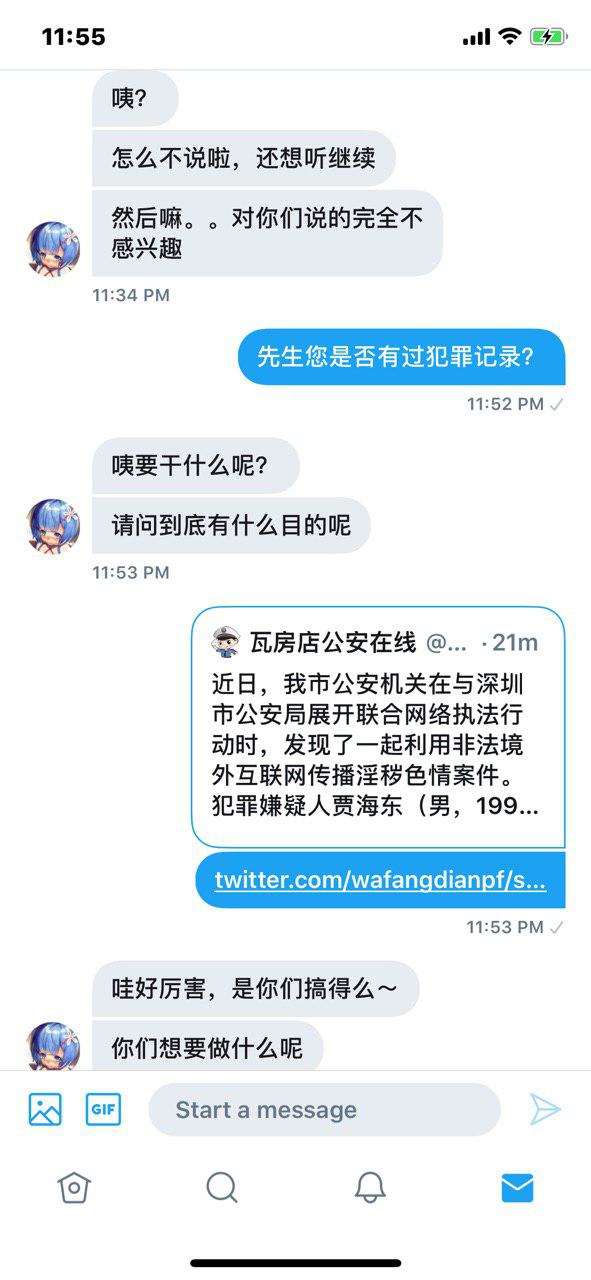 11:55
咦?
怎么不说啦，还想听继续
然后嘛。。对你们说的完全不
感兴趣
11:34 PM
先生您是否有过犯罪记录?
11:52 PM
咦要干什么呢?
请问到底有什么目的呢
11:53 PM
瓦房店公安在线 @... · 21m
近日，我市公安机关在与深圳
市公安局展开联合网络执法行
动时，发现了一起利用非法境
外互联网传播淫秽色情案件。
犯罪嫌疑人贾海东（男，199...
twitter.com/wafangdianpf/s...
11:53 PM
哇好厉害，是你们搞得么～
你们想要做什么呢
GIF
Start a message